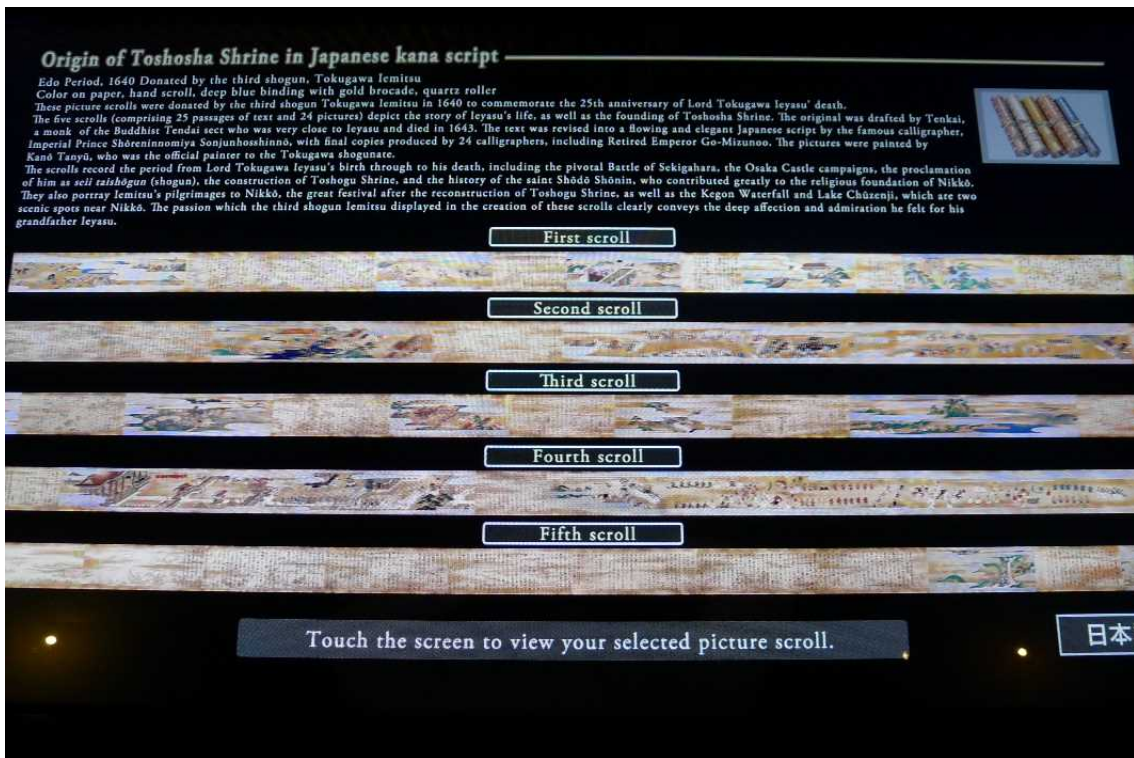 Origin of Toshosha Shrine in Japanese kana script
Edo Period, 1640 Donated by the third shogun, Tokugawa Iemitsu
Color on paper, hand scroll, deep blue binding with gold brocade, quartz roller
These picture scrolls were donated by the third shogun Tokugawa Iemitsu in 1640 to commemorate the 25th anniversary of Lord Tokugawa Ieyasu' death.
The five scrolls (comprising 25 passages of text and 24 pictures) depict the story of Ieyasu's life, as well as the founding of Toshosha Shrine. The original was drafted by Tenkai,
a monk of the Buddhist Tendai sect who was very close to Ieyasu and died in 1643. The text was revised into a flowing and elegant Japanese script by the famous calligrapher,
Imperial Prince Shōreninnomiya Sonjunhosshinnō, with final copies produced by 24 calligraphers, including Retired Emperor Go-Mizunoo. The pictures were painted by
Kanō Tanyū, who was the official painter to the Tokugawa shogunate.
The scrolls record the period from Lord Tokugawa Ieyasu's birth through to his death, including the pivotal Battle of Sekigahara, the Osaka Castle campaigns, the proclamation
of him as seii taishōgun (shogun), the construction of Toshogu Shrine, and the history of the saint Shōdō Shōnin, who contributed greatly to the religious foundation of Nikkō.
They also portray Iemitsu's pilgrimages to Nikkō, the great festival after the reconstruction of Toshogu Shrine, as well as the Kegon Waterfall and Lake Chūzenji, which are two
scenic spots near Nikkō. The passion which the third shogun Iemitsu displayed in the creation of these scrolls clearly conveys the deep affection and admiration he felt for his
grandfather Ieyasu.
First scroll
Second scroll
Third scroll
Fourth scroll
Fifth scroll
Touch the screen to view your selected picture scroll.
日本